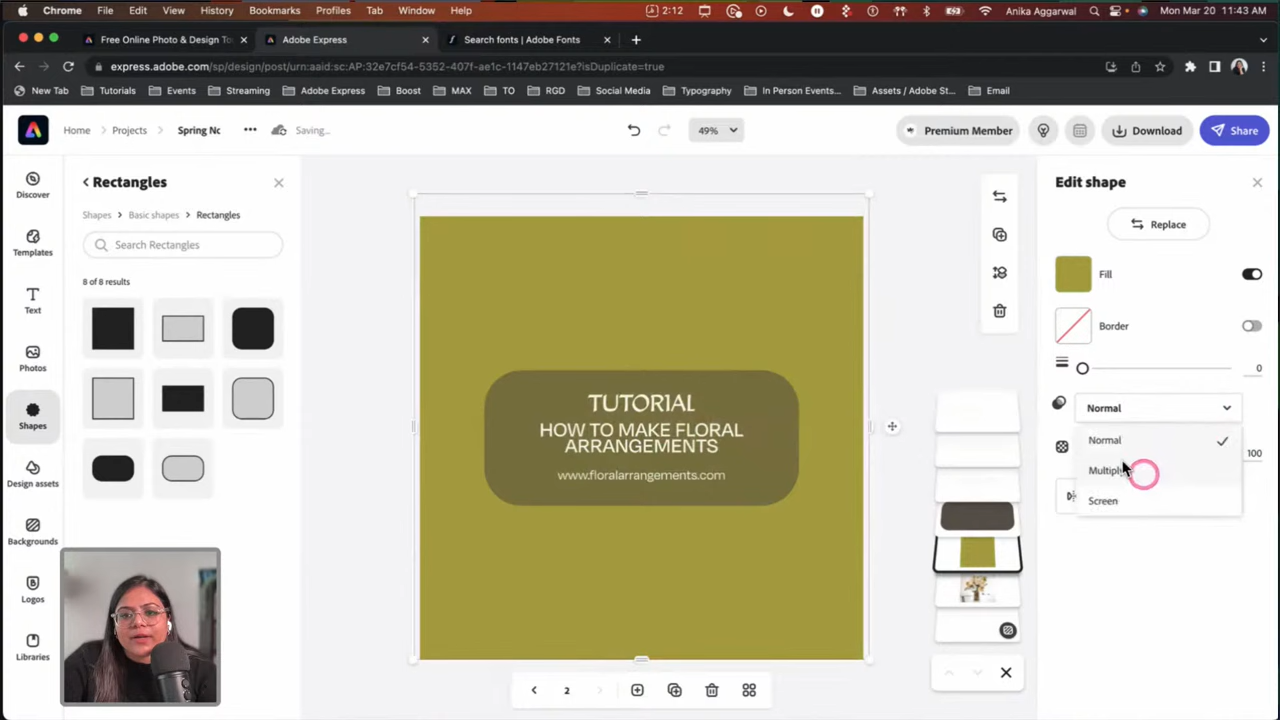 Chrome File Edit View History Bookmarks Profiles Tab Window Help 2:12 Anika Aggarwal Mon Mar 20 11:43 AM
Free Online Photo & Design To
Adobe Express
Search fonts | Adobe Fonts
express.adobe.com/sp/design/post/urn:aaid:sc:AP:32e7cf54-5352-407f-ae1c-1147eb27121e?isDuplicate=true
New Tab Tutorials Events Streaming Adobe Express Boost MAX TO RGD Social Media Typography In Person Events... Assets / Adobe St... Email
Home Projects Spring Nc ••• Saving... 49% Premium Member Download Share
Discover
Templates
Text
Photos
Shapes
Design assets
Backgrounds
Logos
Libraries
Rectangles
Shapes > Basic shapes > Rectangles
Search Rectangles
8 of 8 results
TUTORIAL
HOW TO MAKE FLORAL
ARRANGEMENTS
www.floralarrangements.com
2
Edit shape
Replace
Fill
Border
0
Normal
Normal
100
Multiply
Screen